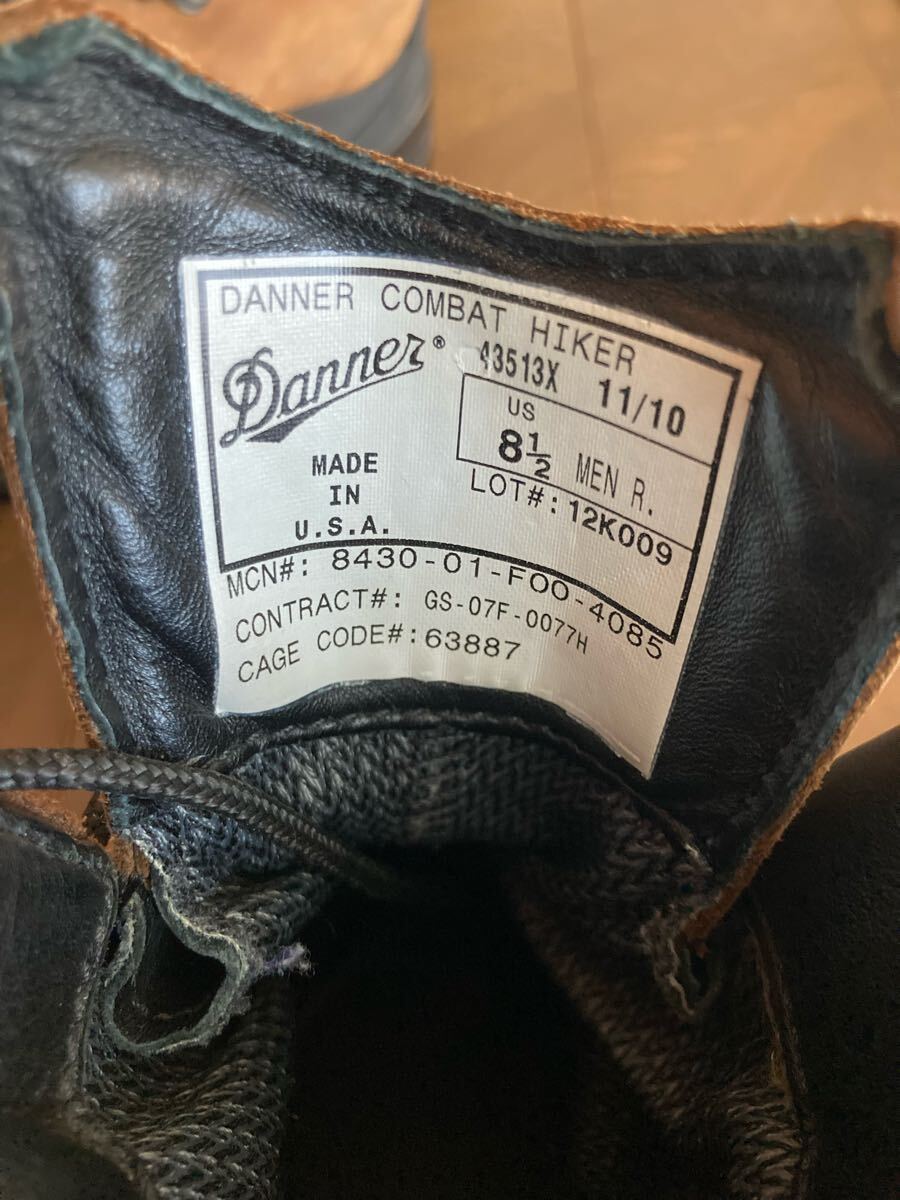 DANNER COMBAT HIKER
Danner®
43513X 11/10
US
8½ MEN R.
MADE
IN
U.S.A.
LOT#: 12K009
MCN#: 8430-01-F00-4085
CONTRACT#: GS-07F-0077H
CAGE CODE#: 63887